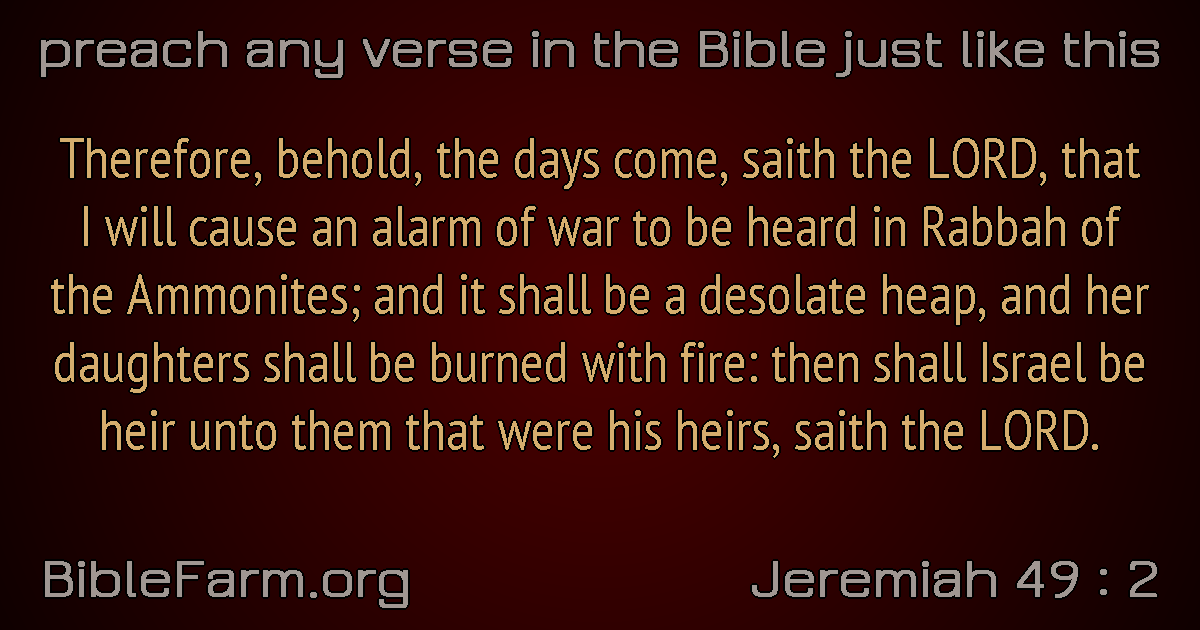 preach any verse in the Bible just like this
Therefore, behold, the days come, saith the LORD, that
I will cause an alarm of war to be heard in Rabbah of
the Ammonites; and it shall be a desolate heap, and her
daughters shall be burned with fire: then shall Israel be
heir unto them that were his heirs, saith the LORD.
BibleFarm.org
Jeremiah 49 : 2